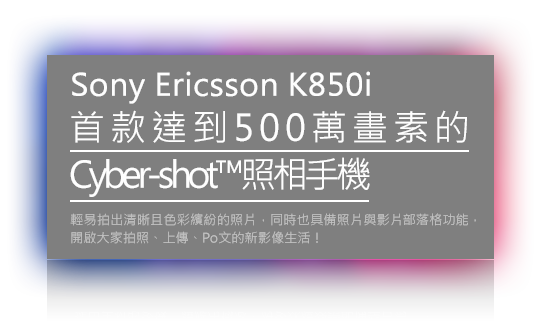 Sony Ericsson K850i
首款達到500萬畫素的
Cyber-shot™照相手機
輕易拍出清晰且色彩繽紛的照片，同時也具備照片與影片部落格功能，
開啟大家拍照、上傳、Po文的新影像生活！